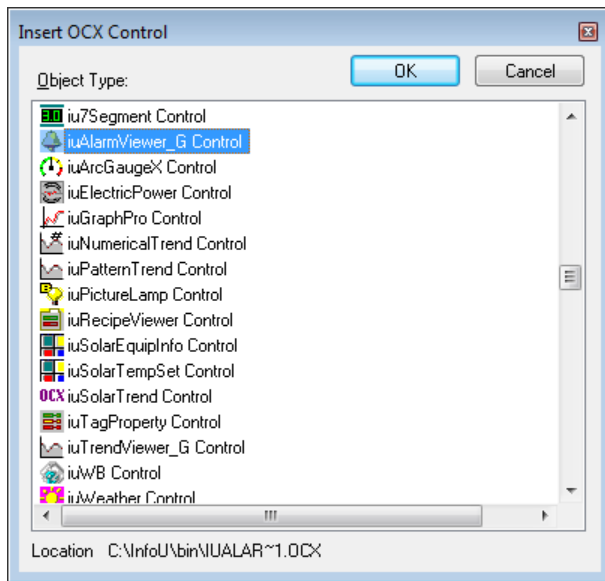 Insert OCX Control
Object Type:
OK
Cancel
iu7Segment Control
iuAlarmViewer_G Control
iuArcGaugeX Control
iuElectricPower Control
iuGraphPro Control
iuNumericalTrend Control
iuPatternTrend Control
iuPictureLamp Control
iuRecipeViewer Control
iuSolarEquipInfo Control
iuSolarTempSet Control
OCX iuSolarTrend Control
iuTagProperty Control
iuTrendViewer_G Control
iuWB Control
iuWeather Control
Location C:\InfoU\bin\IUALAR~1.OCX